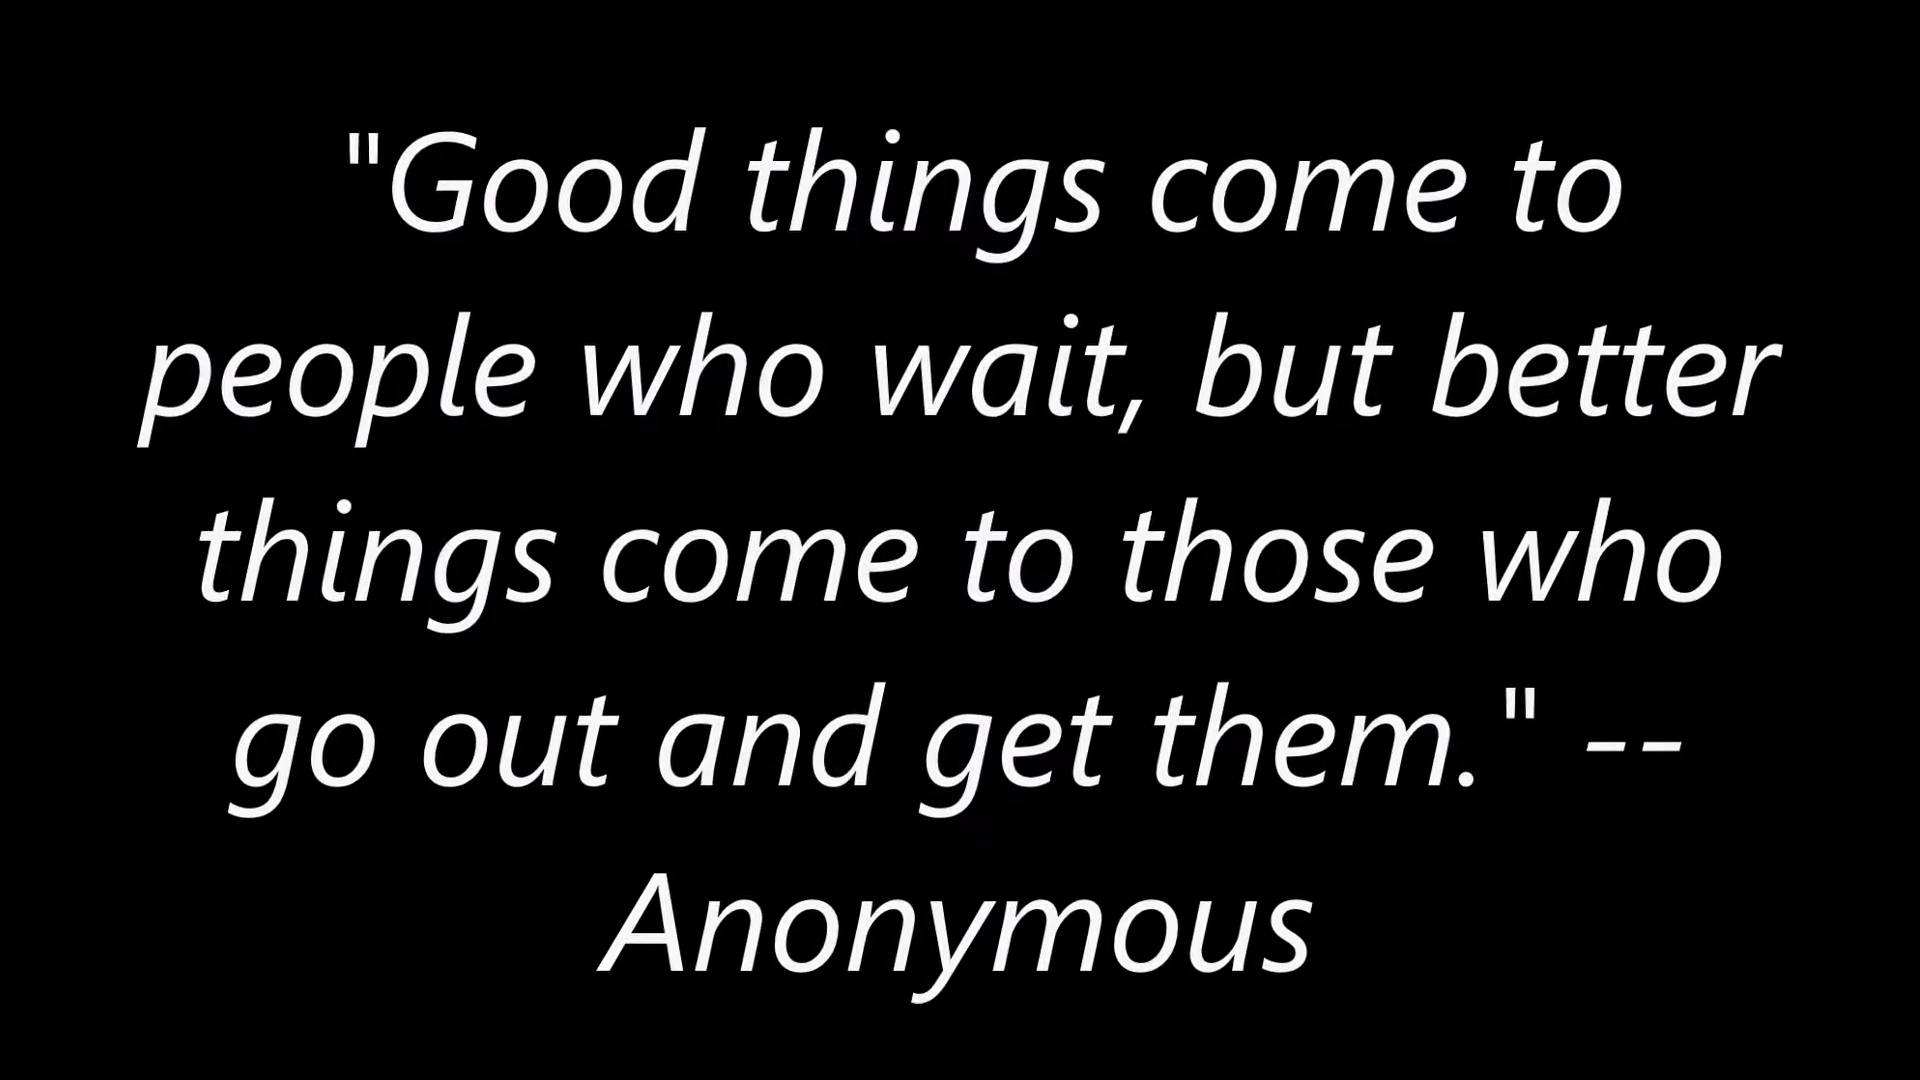 "Good things come to
people who wait, but better
things come to those who
go out and get them." --
Anonymous